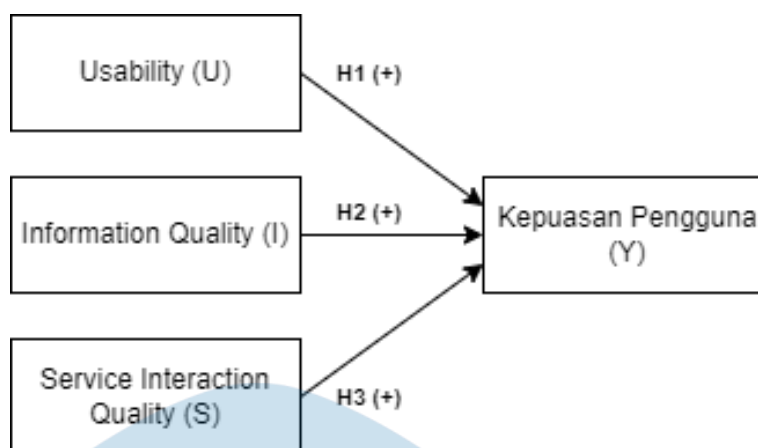 Usability (U)
H1 (+)
Information Quality (I)
H2 (+)
Kepuasan Pengguna
(Y)
Service Interaction
Quality (S)
H3 (+)